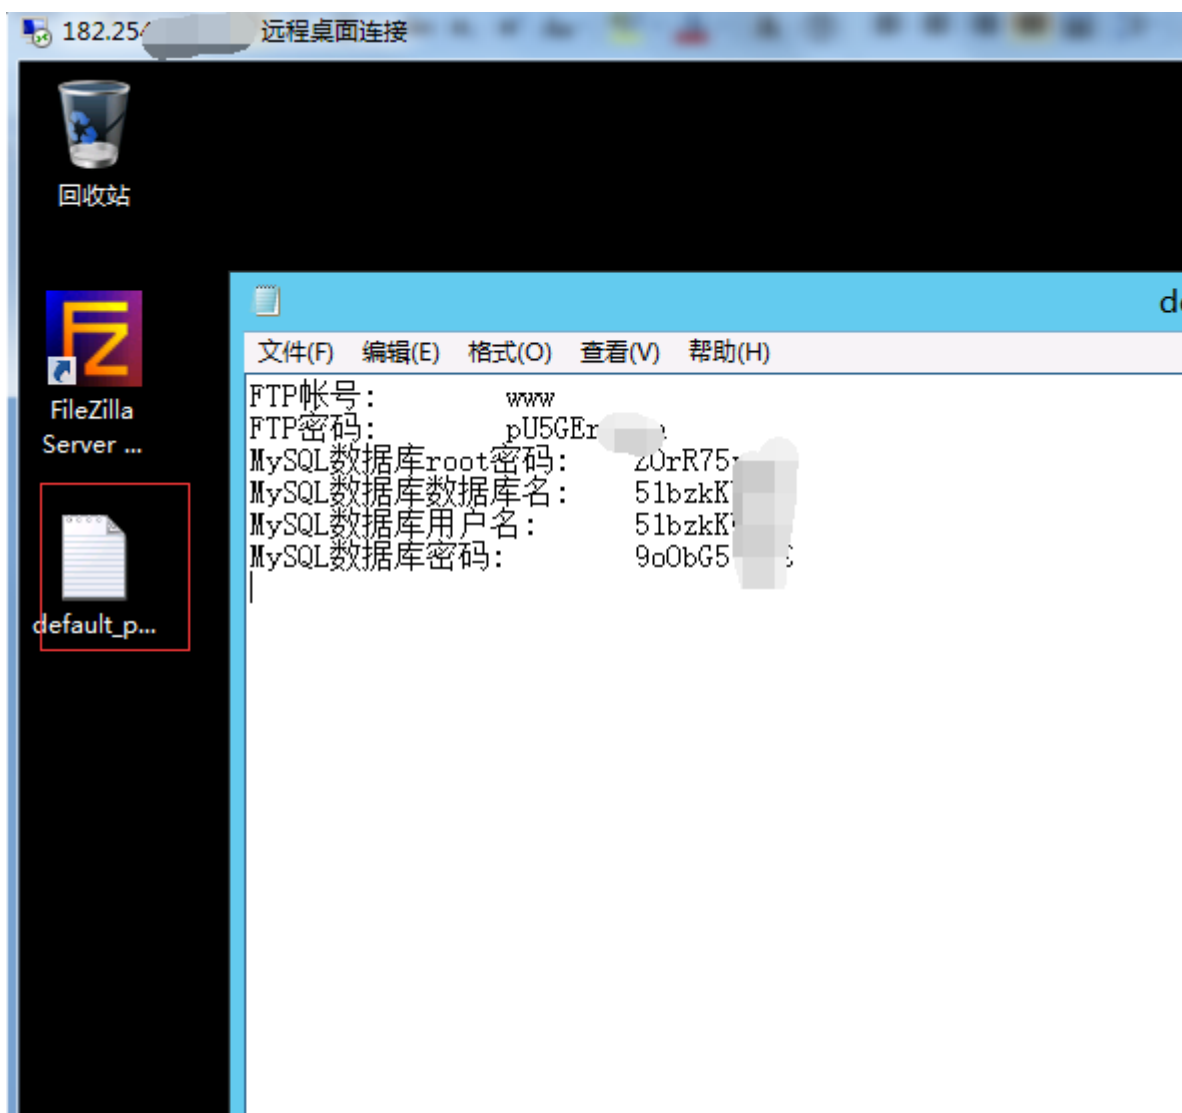 182.254 远程桌面连接
回收站
FileZilla
Server ...
default_p...
de
文件(F) 编辑(E) 格式(O) 查看(V) 帮助(H)
FTP帐号: www
FTP密码:
MySQL数据库root密码:
MySQL数据库数据库名:
MySQL数据库用户名:
MySQL数据库密码: